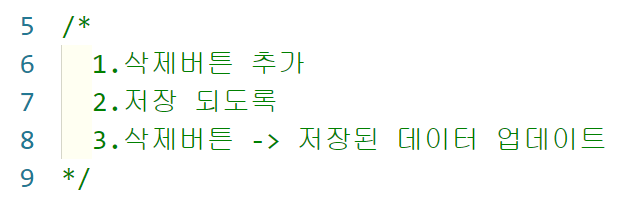 5 /*
6 1.삭제버튼 추가
7 2.저장 되도록
8 3.삭제버튼 -> 저장된 데이터 업데이트
9 */